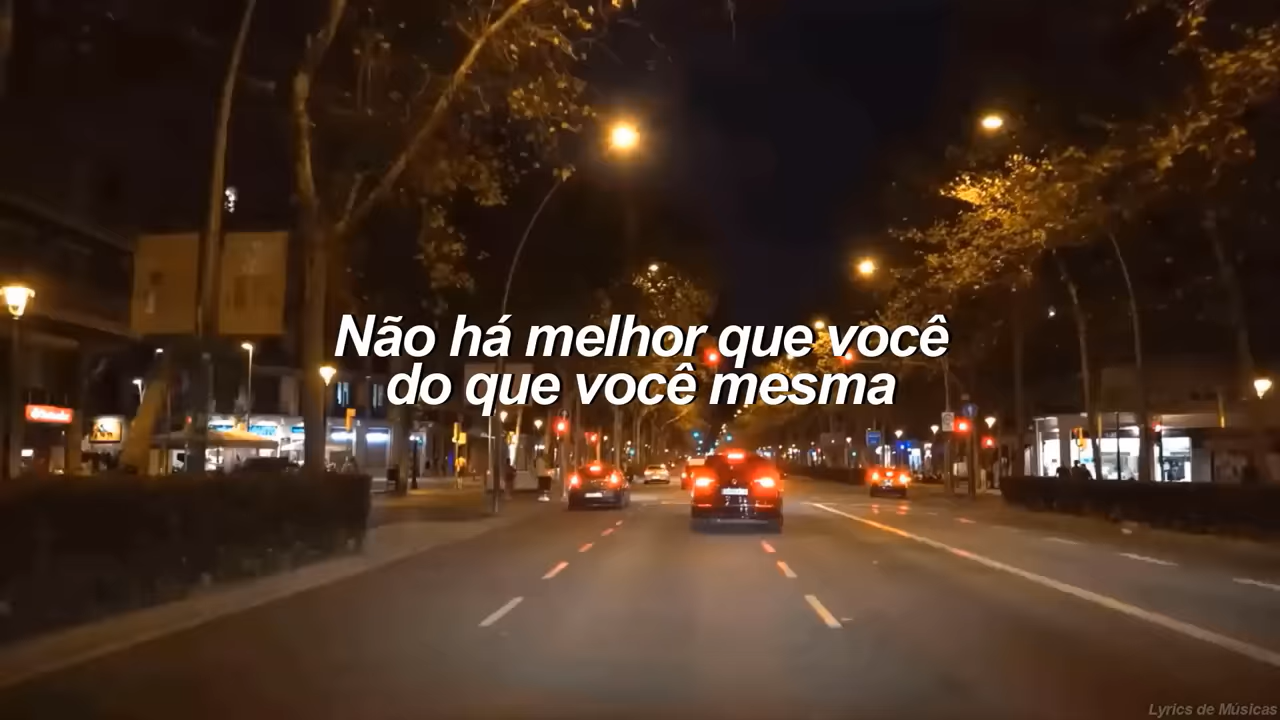 Não há melhor que você
do que você mesma
Lyrics de Músicas